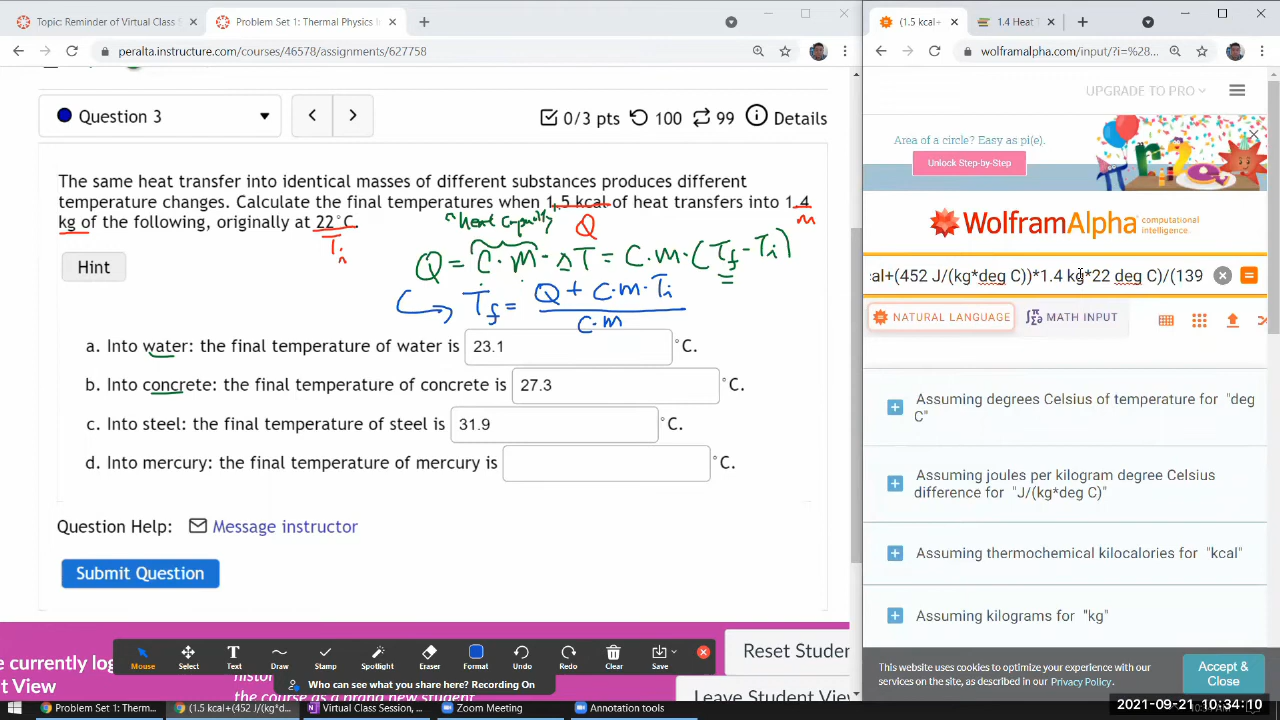 Reminder of Virtual Class S
Problem Set 1: Thermal Physics I
peralta.instructure.com/courses/46578/assignments/627758
Question 3
0/3 pts 100 99 Details
The same heat transfer into identical masses of different substances produces different
temperature changes. Calculate the final temperatures when 1.5 kcal of heat transfers into 1.4
kg of the following, originally at 22°C.
"heat capacity"
Q
m
Ti
Q = C·m·ΔT = C·m·(Tf-Ti)
Tf = Q + C·m·Ti
C·m
Hint
a. Into water: the final temperature of water is 23.1 °C.
b. Into concrete: the final temperature of concrete is 27.3 °C.
c. Into steel: the final temperature of steel is 31.9 °C.
d. Into mercury: the final temperature of mercury is °C.
Question Help: Message instructor
Submit Question
e currently log
t View
histor
the course as a brand new student
Reset Studen
Leave Student View
Mouse Select Text Draw Stamp Spotlight Eraser Format Undo Redo Clear Save
Who can see what you share here? Recording On
(1.5 kcal+
1.4 Heat T
wolframalpha.com/input/?i=%28...
UPGRADE TO PRO
Area of a circle? Easy as pi(e).
Unlock Step-by-Step
WolframAlpha computational intelligence.
cal+(452 J/(kg*deg C))*1.4 kg*22 deg C)/(139
NATURAL LANGUAGE
MATH INPUT
Assuming degrees Celsius of temperature for "deg
C"
Assuming joules per kilogram degree Celsius
difference for "J/(kg*deg C)"
Assuming thermochemical kilocalories for "kcal"
Assuming kilograms for "kg"
This website uses cookies to optimize your experience with our
services on the site, as described in our Privacy Policy.
Accept &
Close
Problem Set 1: Therm...
(1.5 kcal+(452 J/(kg*d...
Virtual Class Session, ...
Zoom Meeting
Annotation tools
2021-09-21 10:34:10